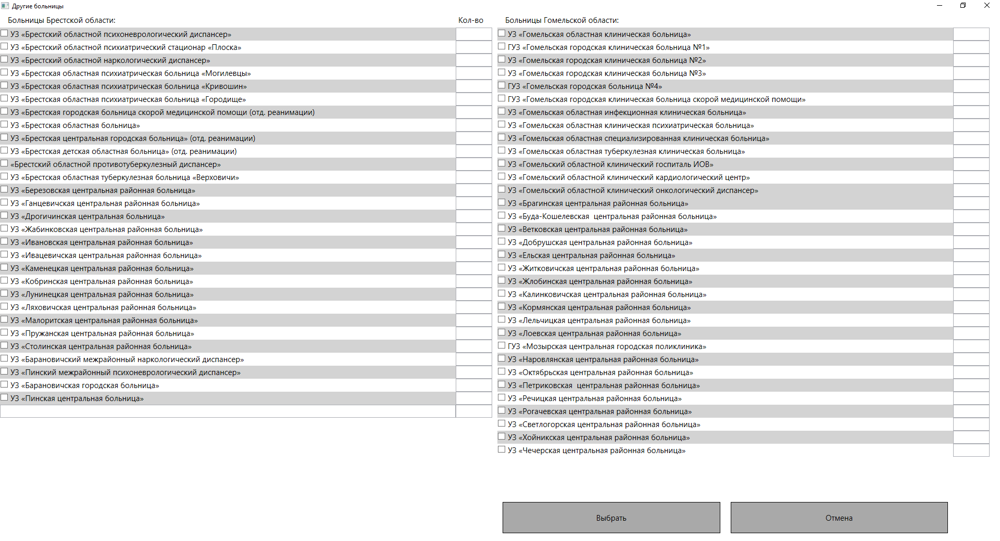 Другие больницы
Больницы Брестской области:
Кол-во
УЗ «Брестский областной психоневрологический диспансер»
УЗ «Брестский областной психиатрический стационар «Плоска»
УЗ «Брестский областной наркологический диспансер»
УЗ «Брестская областная психиатрическая больница «Могилевцы»
УЗ «Брестская областная психиатрическая больница «Кривошин»
УЗ «Брестская областная психиатрическая больница «Городище»
УЗ «Брестская городская больница скорой медицинской помощи (отд. реанимации)
УЗ «Брестская областная больница»
УЗ «Брестская центральная городская больница» (отд. реанимации)
УЗ «Брестская детская областная больница» (отд. реанимации)
«Брестский областной противотуберкулезный диспансер»
УЗ «Брестская областная туберкулезная больница «Верховичи»
УЗ «Березовская центральная районная больница»
УЗ «Ганцевичская центральная районная больница»
УЗ «Дрогичинская центральная больница»
УЗ «Жабинковская центральная районная больница»
УЗ «Ивановская центральная районная больница»
УЗ «Ивацевичская центральная районная больница»
УЗ «Каменецкая центральная районная больница»
УЗ «Кобринская центральная районная больница»
УЗ «Лунинецкая центральная районная больница»
УЗ «Ляховичская центральная районная больница»
УЗ «Малоритская центральная районная больница»
УЗ «Пружанская центральная районная больница»
УЗ «Столинская центральная районная больница»
УЗ «Барановичский межрайонный наркологический диспансер»
УЗ «Пинский межрайонный психоневрологический диспансер»
УЗ «Барановичская городская больница»
УЗ «Пинская центральная больница»
Больницы Гомельской области:
УЗ «Гомельская областная клиническая больница»
ГУЗ «Гомельская городская клиническая больница №1»
УЗ «Гомельская городская клиническая больница №2»
УЗ «Гомельская городская клиническая больница №3»
ГУЗ «Гомельская городская больница №4»
ГУЗ «Гомельская городская клиническая больница скорой медицинской помощи»
УЗ «Гомельская областная инфекционная клиническая больница»
УЗ «Гомельская областная клиническая психиатрическая больница»
УЗ «Гомельская областная специализированная клиническая больница»
УЗ «Гомельская областная туберкулезная клиническая больница»
УЗ «Гомельский областной клинический госпиталь ИОВ»
УЗ «Гомельский областной клинический кардиологический центр»
УЗ «Гомельский областной клинический онкологический диспансер»
УЗ «Брагинская центральная районная больница»
УЗ «Буда-Кошелевская  центральная районная больница»
УЗ «Ветковская центральная районная больница»
УЗ «Добрушская центральная районная больница»
УЗ «Ельская центральная районная больница»
УЗ «Житковичская центральная районная больница»
УЗ «Жлобинская центральная районная больница»
УЗ «Калинковичская центральная районная больница»
УЗ «Кормянская центральная районная больница»
УЗ «Лельчицкая центральная районная больница»
УЗ «Лоевская центральная районная больница»
ГУЗ «Мозырская центральная городская поликлиника»
УЗ «Наровлянская центральная районная больница»
УЗ «Октябрьская центральная районная больница»
УЗ «Петриковская  центральная районная больница»
УЗ «Речицкая центральная районная больница»
УЗ «Рогачевская центральная районная больница»
УЗ «Светлогорская центральная районная больница»
УЗ «Хойникская центральная районная больница»
УЗ «Чечерская центральная районная больница»
Выбрать
Отмена